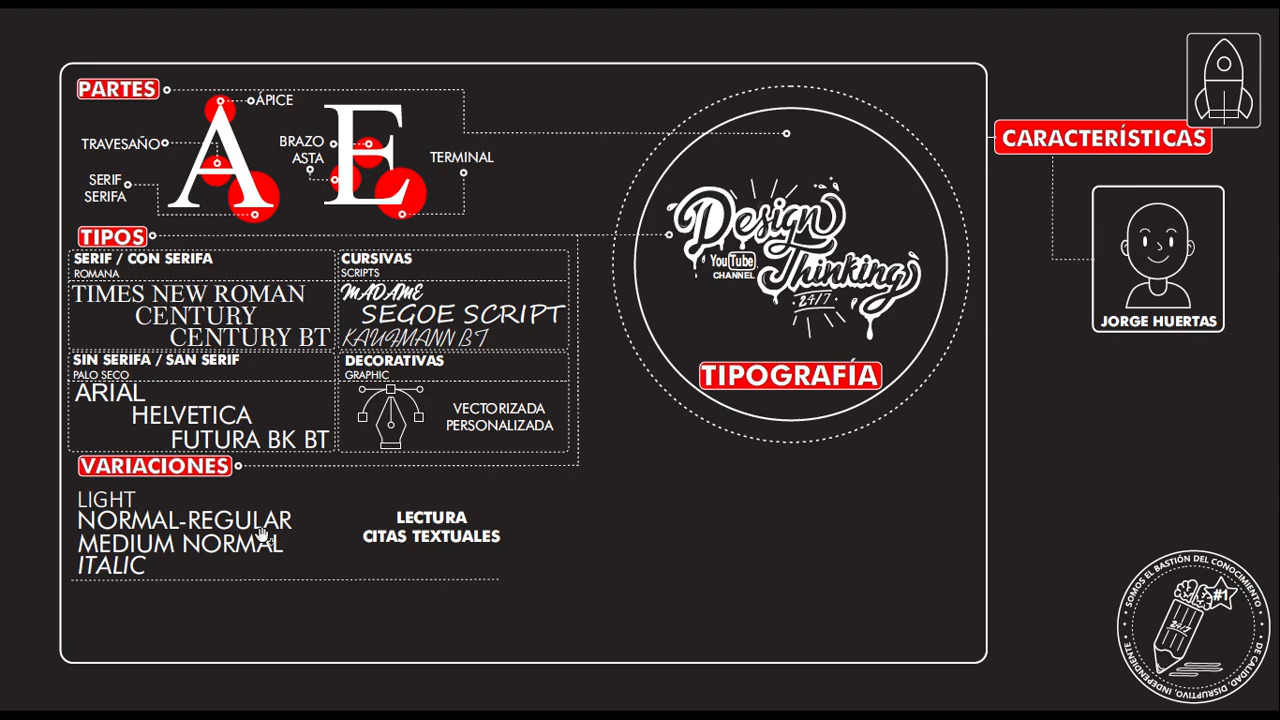 PARTES
ÁPICE
TRAVESAÑO
SERIF
SERIFA
A
E
BRAZO
ASTA
TERMINAL
TIPOS
SERIF / CON SERIFA
ROMANA
TIMES NEW ROMAN
CENTURY
CENTURY BT
CURSIVAS
SCRIPTS
MADAME
SEGOE SCRIPT
KAUFMANN BT
SIN SERIFA / SAN SERIF
PALO SECO
ARIAL
HELVETICA
FUTURA BK BT
DECORATIVAS
GRAPHIC
VECTORIZADA
PERSONALIZADA
VARIACIONES
LIGHT
NORMAL-REGULAR
MEDIUM NORMAL
ITALIC
LECTURA
CITAS TEXTUALES
Design
YouTube
CHANNEL
Thinking
24/7
TIPOGRAFÍA
CARACTERÍSTICAS
JORGE HUERTAS
SOMOS EL BASTIÓN DEL CONOCIMIENTO
#1
24/7
DE CALIDAD, DISRUPTIVO, INDEPENDIENTE